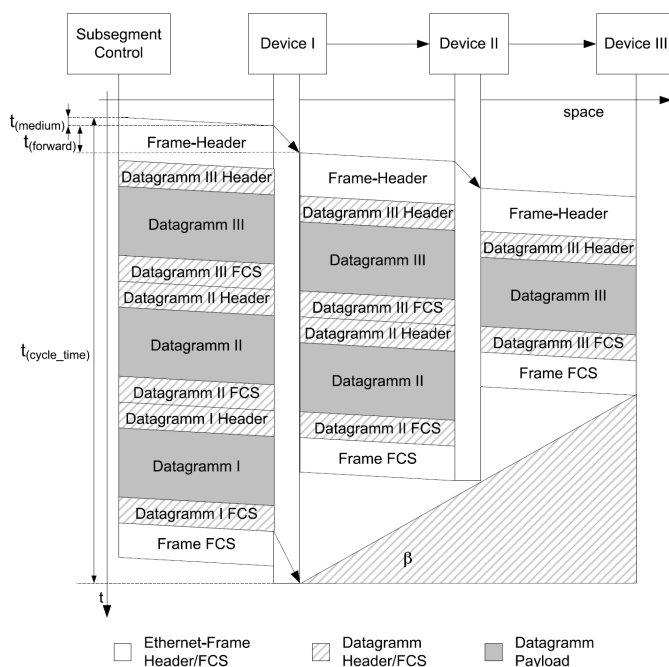 Subsegment
Control
Device I
Device II
Device III
space
t(medium)
t(forward)
t(cycle_time)
t
Frame-Header
Datagramm III Header
Datagramm III
Datagramm III FCS
Datagramm II Header
Datagramm II
Datagramm II FCS
Datagramm I Header
Datagramm I
Datagramm I FCS
Frame FCS
Frame-Header
Datagramm III Header
Datagramm III
Datagramm III FCS
Datagramm II Header
Datagramm II
Datagramm II FCS
Frame FCS
Frame-Header
Datagramm III Header
Datagramm III
Datagramm III FCS
Frame FCS
β
Ethernet-Frame
Header/FCS
Datagramm
Header/FCS
Datagramm
Payload